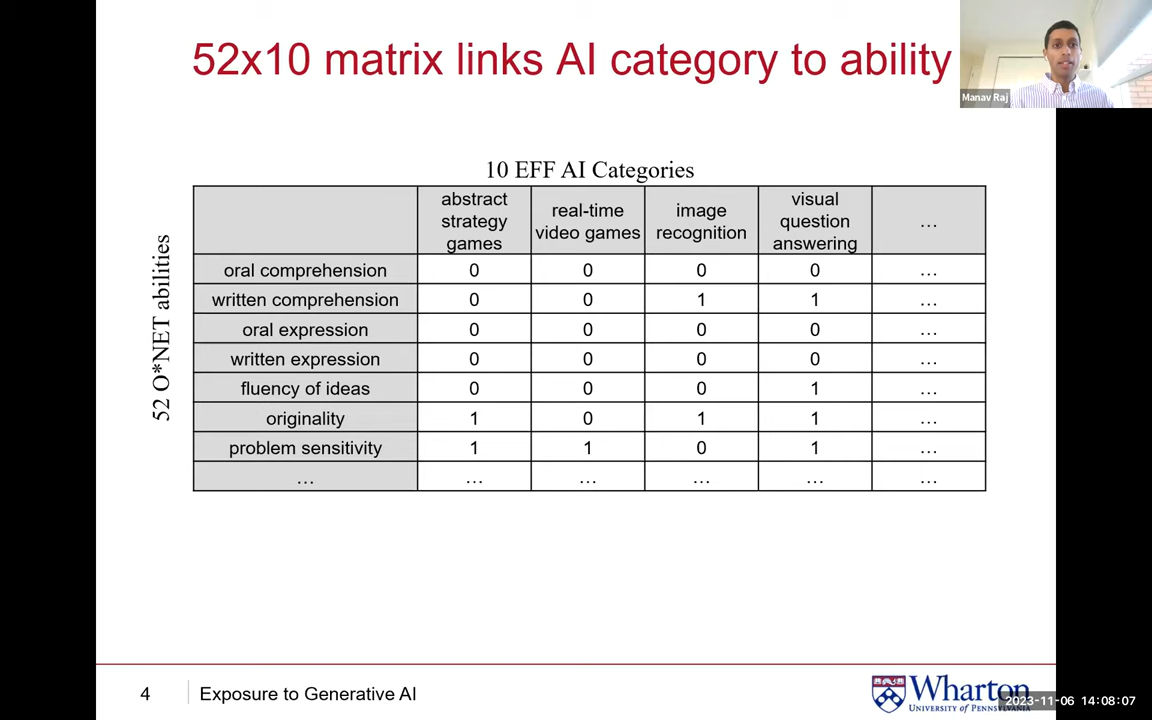 52x10 matrix links AI category to ability
Manav Raj
10 EFF AI Categories
52 O*NET abilities
abstract strategy games real-time video games image recognition visual question answering …
oral comprehension 0 0 0 0 …
written comprehension 0 0 1 1 …
oral expression 0 0 0 0 …
written expression 0 0 0 0 …
fluency of ideas 0 0 0 1 …
originality 1 0 1 1 …
problem sensitivity 1 1 0 1 …
… … … … … …
4 Exposure to Generative AI
Wharton
UNIVERSITY OF PENNSYLVANIA
2023-11-06 14:08:07